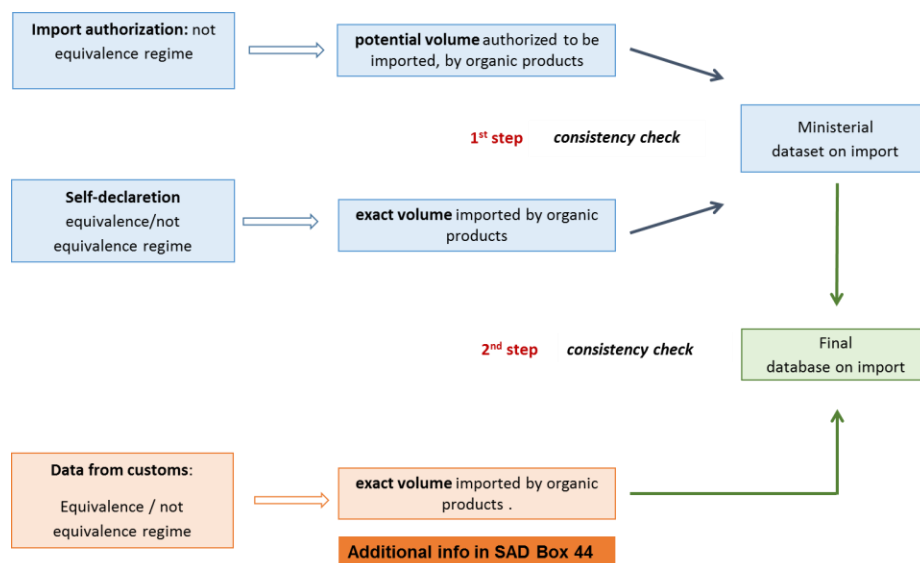 Import authorization: not
equivalence regime
potential volume authorized to be
imported, by organic products
1st step consistency check
Ministerial
dataset on import
Self-declaretion
equivalence/not
equivalence regime
exact volume imported by organic
products
2nd step consistency check
Final
database on import
Data from customs:
Equivalence / not
equivalence regime
exact volume imported by organic
products .
Additional info in SAD Box 44